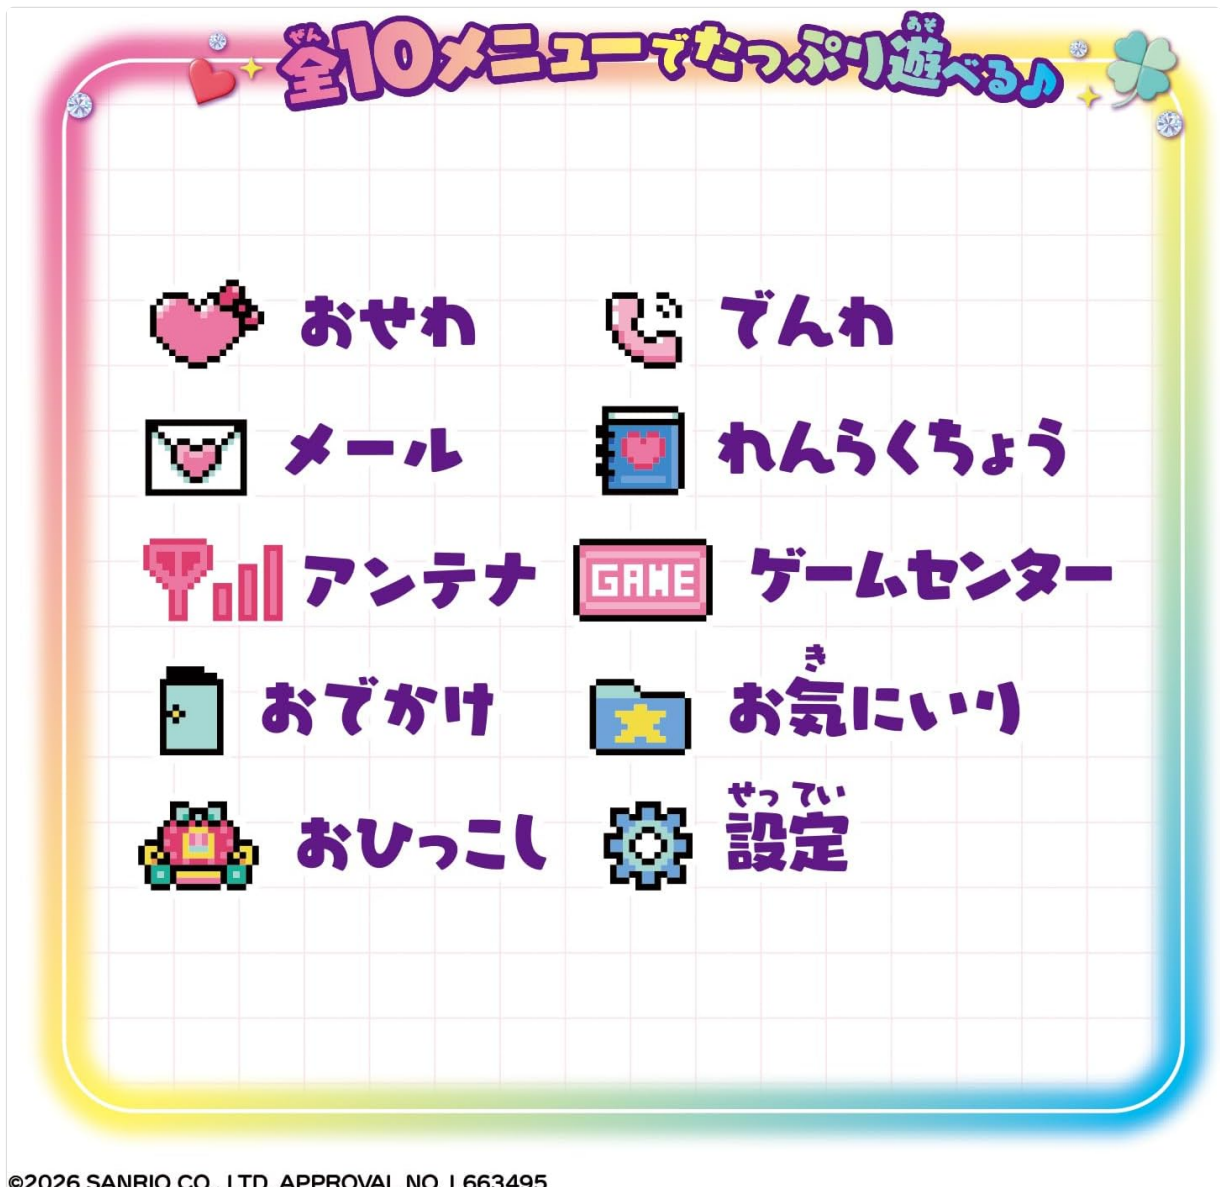 全10メニューでたっぷり遊べる♪
おせわ
でんわ
メール
れんらくちょう
アンテナ
GAME
ゲームセンター
おでかけ
お気にいり
おひっこし
設定
©2026 SANRIO CO., LTD. APPROVAL NO. L663495